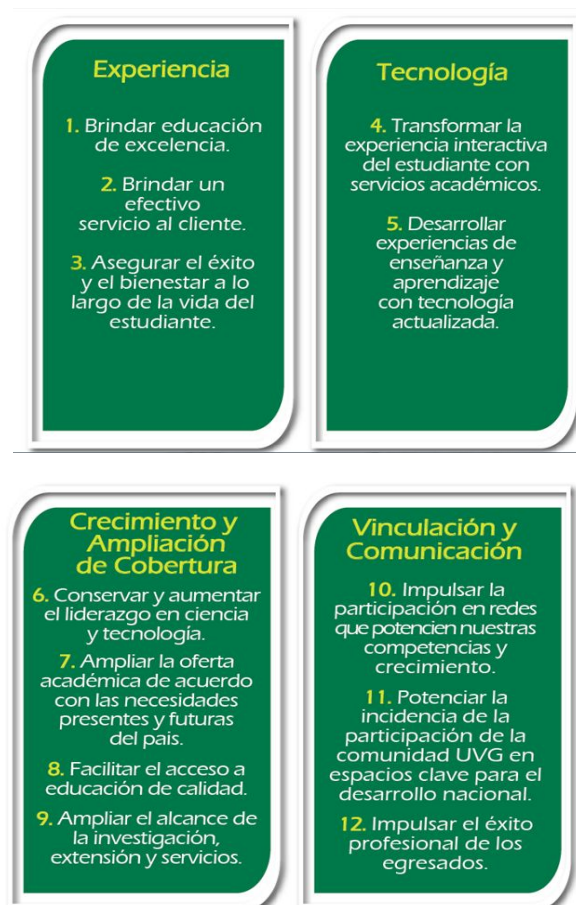 Experiencia
1. Brindar educación
de excelencia.
2. Brindar un
efectivo
servicio al cliente.
3. Asegurar el éxito
y el bienestar a lo
largo de la vida del
estudiante.
Tecnología
4. Transformar la
experiencia interactiva
del estudiante con
servicios académicos.
5. Desarrollar
experiencias de
enseñanza y
aprendizaje
con tecnología
actualizada.
Crecimiento y
Ampliación
de Cobertura
6. Conservar y aumentar
el liderazgo en ciencia
y tecnología.
7. Ampliar la oferta
académica de acuerdo
con las necesidades
presentes y futuras
del pais.
8. Facilitar el acceso a
educación de calidad.
9. Ampliar el alcance de
la investigación,
extensión y servicios.
Vinculación y
Comunicación
10. Impulsar la
participación en redes
que potencien nuestras
competencias y
crecimiento.
11. Potenciar la
incidencia de la
participación de la
comunidad UVG en
espacios clave para el
desarrollo nacional.
12. Impulsar el éxito
profesional de los
egresados.